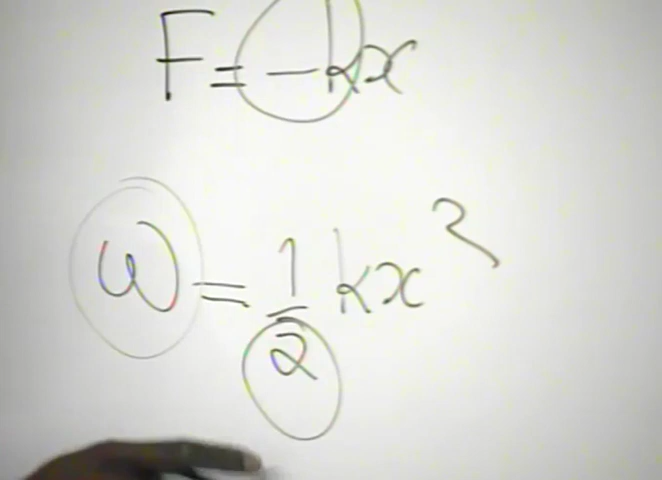 F = -kx
ω = 1/2 kx²